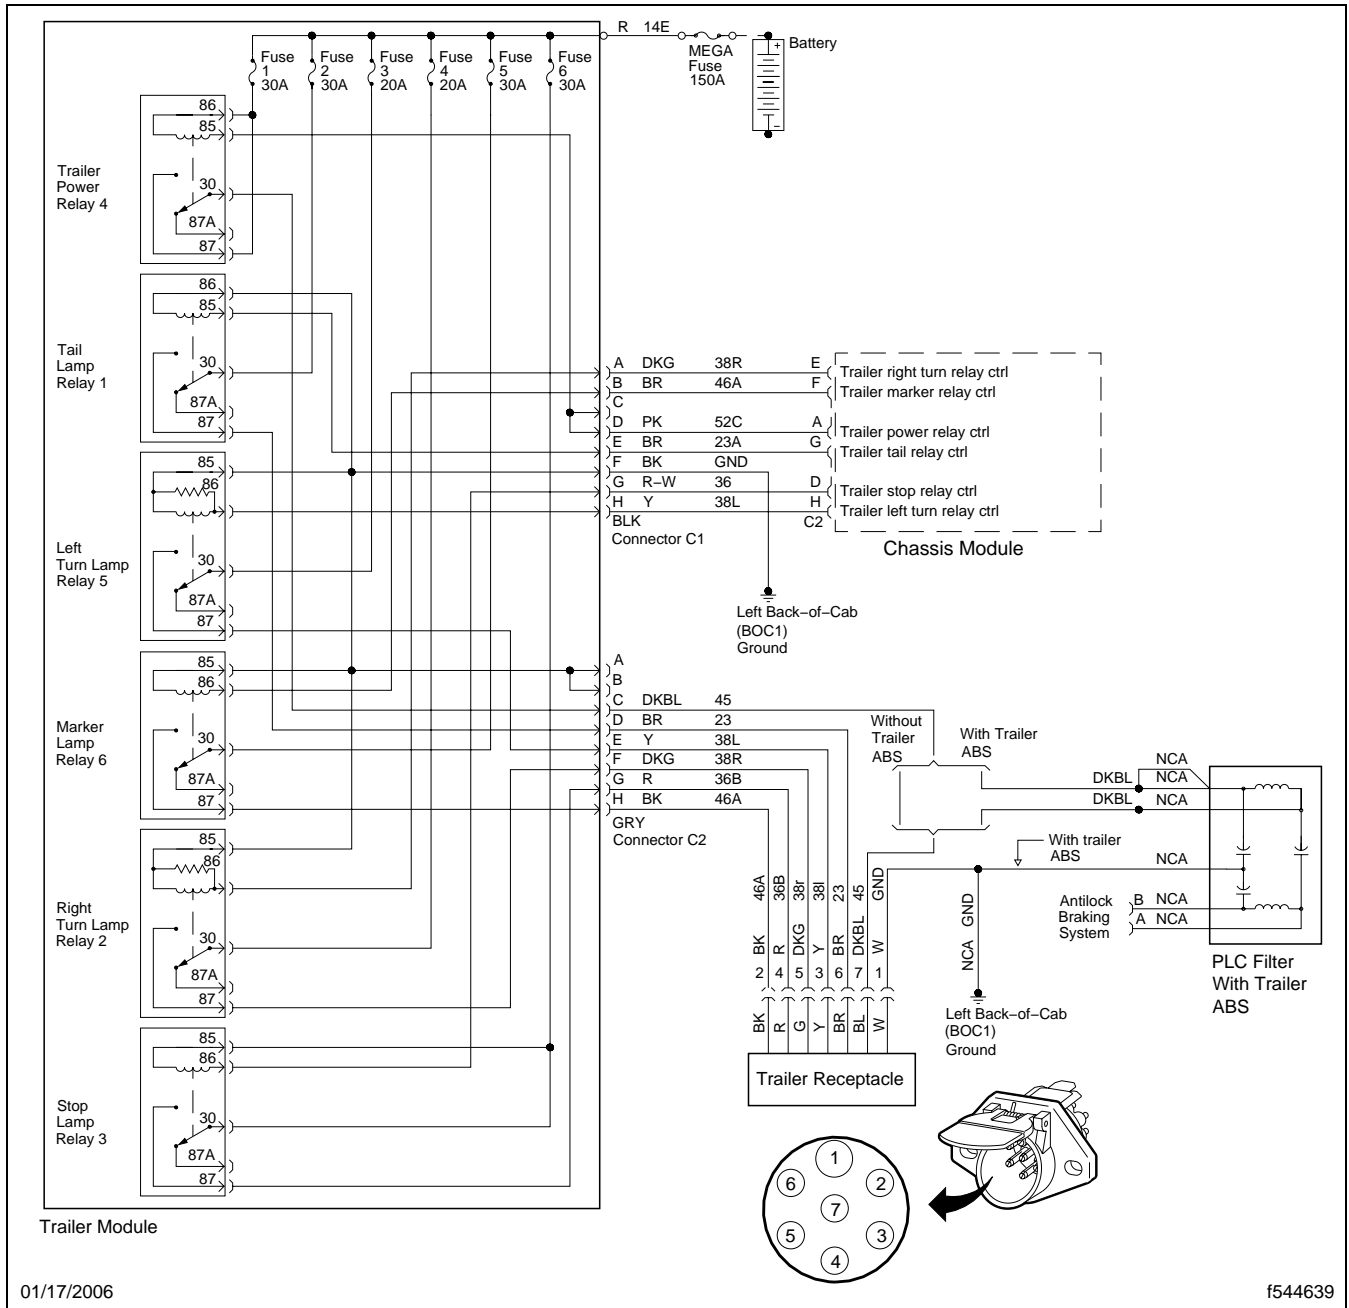 R 14E
MEGA
Fuse
150A
Battery
+
−
Fuse
1
30A
Fuse
2
30A
Fuse
3
20A
Fuse
4
20A
Fuse
5
30A
Fuse
6
30A
Trailer
Power
Relay 4
86
85
30
87A
87
Tail
Lamp
Relay 1
86
85
30
87A
87
Left
Turn Lamp
Relay 5
85
86
30
87A
87
Marker
Lamp
Relay 6
85
86
30
87A
87
Right
Turn Lamp
Relay 2
85
86
30
87A
87
Stop
Lamp
Relay 3
85
86
30
87A
87
Trailer Module
A DKG 38R E Trailer right turn relay ctrl
B BR 46A F Trailer marker relay ctrl
C
D PK 52C A Trailer power relay ctrl
E BR 23A G Trailer tail relay ctrl
F BK GND
G R−W 36 D Trailer stop relay ctrl
H Y 38L H Trailer left turn relay ctrl
BLK
Connector C1
C2
Chassis Module
Left Back−of−Cab
(BOC1)
Ground
A
B
C DKBL 45
D BR 23
E Y 38L
F DKG 38R
G R 36B
H BK 46A
GRY
Connector C2
Without
Trailer
ABS
With Trailer
ABS
DKBL
DKBL
NCA
NCA
NCA
With trailer
ABS
NCA
Antilock
Braking
System
B NCA
A NCA
PLC Filter
With Trailer
ABS
46A
36B
38r
38l
23
45
GND
BK
R
DKG
Y
BR
DKBL
W
2 4 5 3 6 7 1
BK
R
G
Y
BR
BL
W
NCA GND
Left Back−of−Cab
(BOC1)
Ground
Trailer Receptacle
1
6
2
7
5
3
4
01/17/2006
f544639